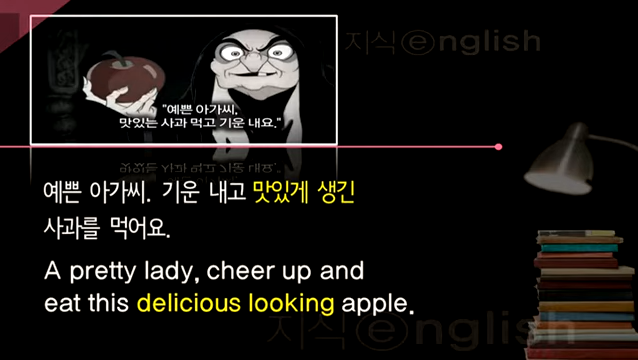 지식ⓔnglish
"예쁜 아가씨,
맛있는 사과 먹고 기운 내요."
예쁜 아가씨. 기운 내고 맛있게 생긴
사과를 먹어요.
A pretty lady, cheer up and
eat this delicious looking apple.
지식ⓔnglish